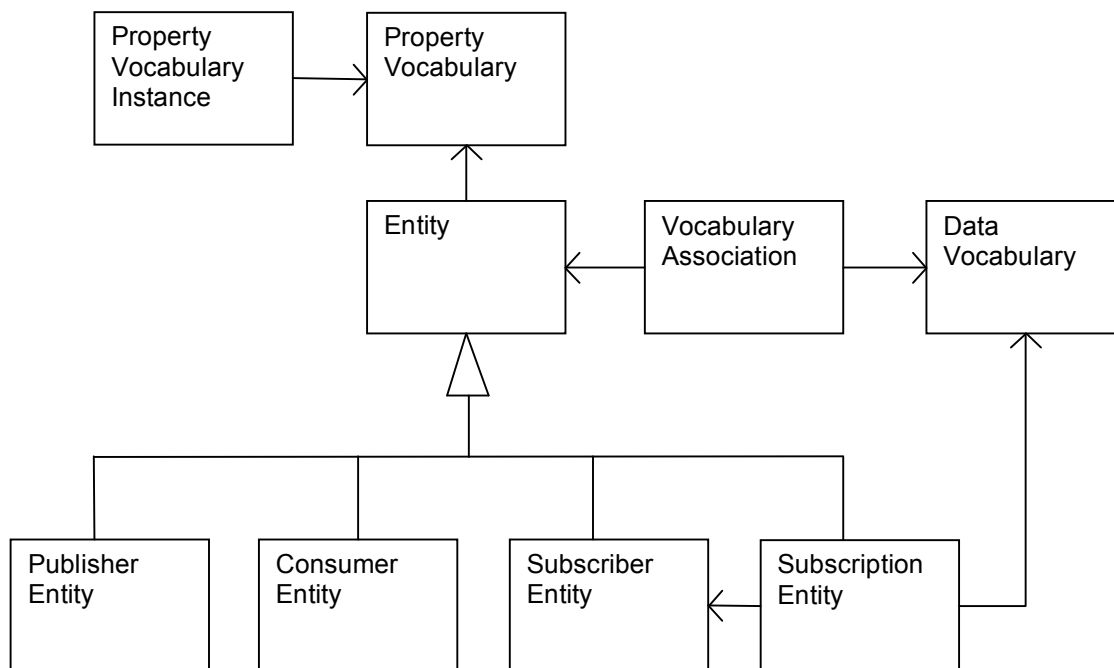 Property
Vocabulary
Instance
Property
Vocabulary
Entity
Vocabulary
Association
Data
Vocabulary
Publisher
Entity
Consumer
Entity
Subscriber
Entity
Subscription
Entity